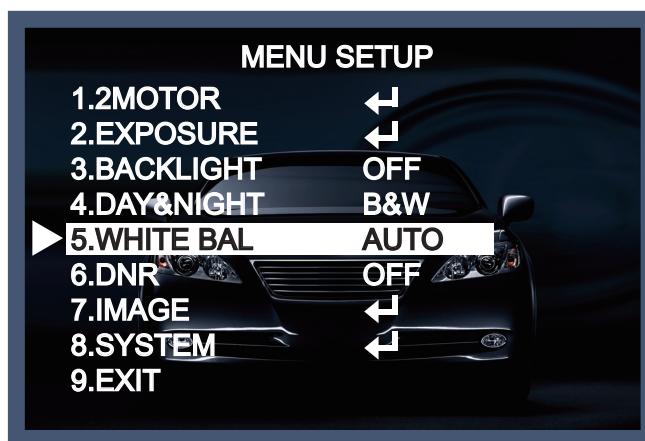 MENU SETUP
1.2MOTOR ↵
2.EXPOSURE ↵
3.BACKLIGHT OFF
4.DAY&NIGHT B&W
5.WHITE BAL AUTO
6.DNR OFF
7.IMAGE ↵
8.SYSTEM ↵
9.EXIT